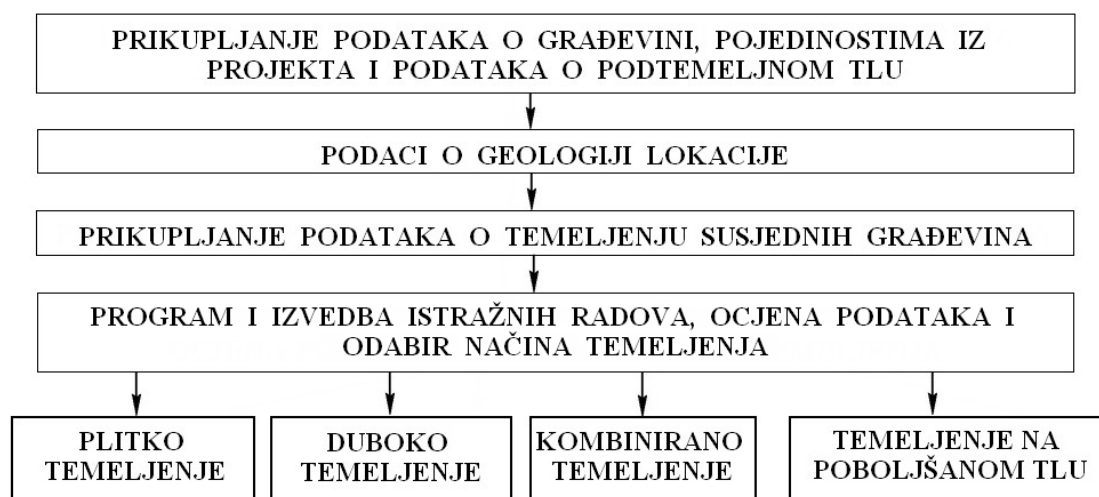 PRIKUPLJANJE PODATAKA O GRAĐEVINI, POJEDINOSTIMA IZ
PROJEKTA I PODATAKA O PODTEMELJNOM TLU
PODACI O GEOLOGIJI LOKACIJE
PRIKUPLJANJE PODATAKA O TEMELJENJU SUSJEDNIH GRAĐEVINA
PROGRAM I IZVEDBA ISTRAŽNIH RADOVA, OCJENA PODATAKA I
ODABIR NAČINA TEMELJENJA
PLITKO
TEMELJENJE
DUBOKO
TEMELJENJE
KOMBINIRANO
TEMELJENJE
TEMELJENJE NA
POBOLJŠANOM TLU